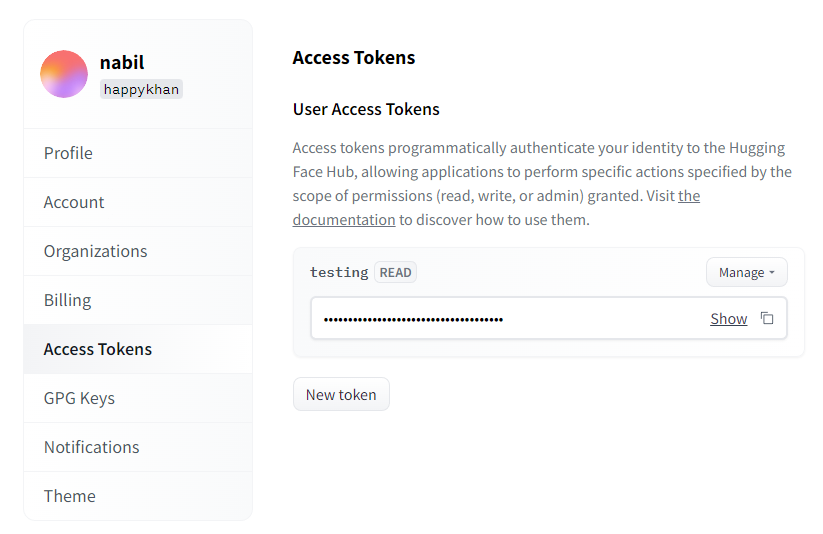 nabil
happykhan
Profile
Account
Organizations
Billing
Access Tokens
GPG Keys
Notifications
Theme
Access Tokens
User Access Tokens
Access tokens programmatically authenticate your identity to the Hugging
Face Hub, allowing applications to perform specific actions specified by the
scope of permissions (read, write, or admin) granted. Visit the
documentation to discover how to use them.
testing READ
Manage
Show
New token